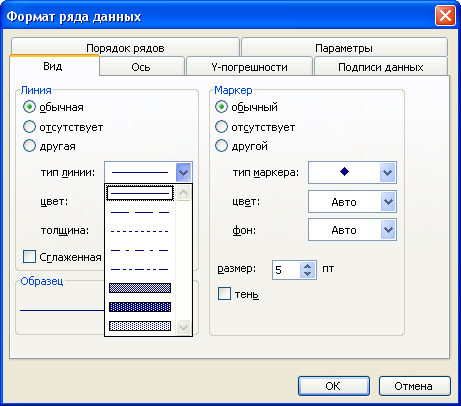 Формат ряда данных
Порядок рядов Параметры
Вид Ось Y-погрешности Подписи данных
Линия Маркер
обычная обычный
отсутствует отсутствует
другая другой
тип линии: тип маркера:
цвет: цвет: Авто
толщина: фон: Авто
Сглаженная размер: 5 пт
Образец тень
OK Отмена